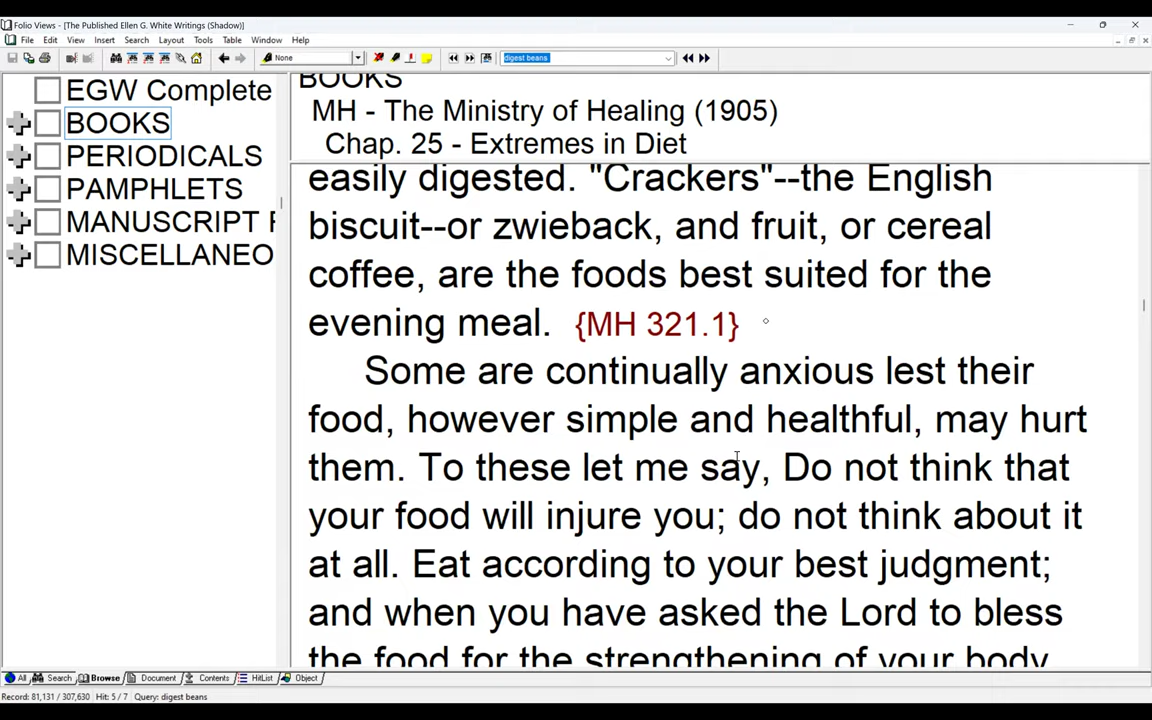 Folio Views - [The Published Ellen G. White Writings (Shadow)]
File Edit View Insert Search Layout Tools Table Window Help
None
digest beans
EGW Complete
BOOKS
PERIODICALS
PAMPHLETS
MANUSCRIPT
MISCELLANEO
BOOKS
MH - The Ministry of Healing (1905)
Chap. 25 - Extremes in Diet
easily digested. "Crackers"--the English
biscuit--or zwieback, and fruit, or cereal
coffee, are the foods best suited for the
evening meal. {MH 321.1}
Some are continually anxious lest their
food, however simple and healthful, may hurt
them. To these let me say, Do not think that
your food will injure you; do not think about it
at all. Eat according to your best judgment;
and when you have asked the Lord to bless
the food for the strengthening of your body
All Search Browse Document Contents HitList Object
Record: 81,131 / 307,630 Hit: 5 / 7 Query: digest beans